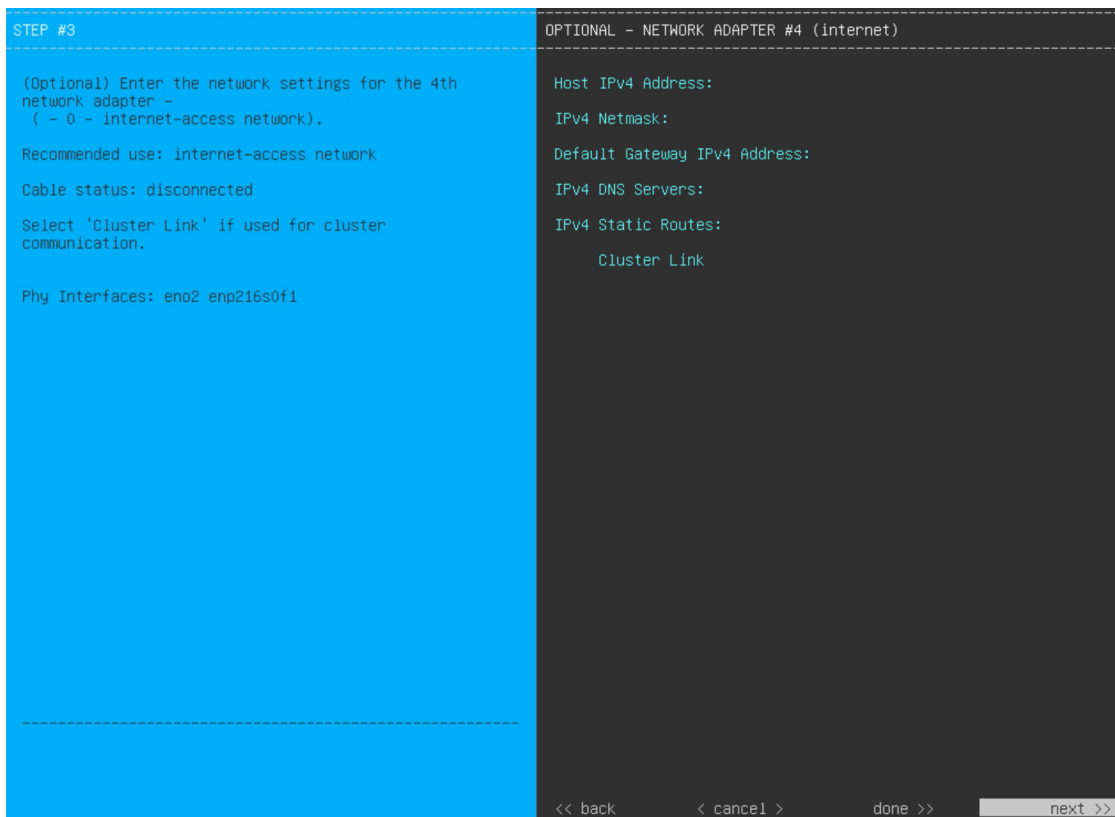 STEP #3
(Optional) Enter the network settings for the 4th
network adapter -
( - 0 - internet-access network).
Recommended use: internet-access network
Cable status: disconnected
Select 'Cluster Link' if used for cluster
communication.
Phy Interfaces: eno2 enp216s0f1
OPTIONAL - NETWORK ADAPTER #4 (internet)
Host IPv4 Address:
IPv4 Netmask:
Default Gateway IPv4 Address:
IPv4 DNS Servers:
IPv4 Static Routes:
Cluster Link
<< back < cancel > done >> next >>